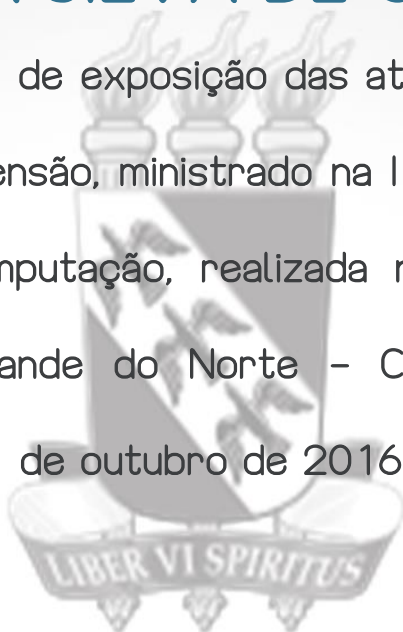 de exposição das at
ensão, ministrado na I
mputação, realizada r
ande do Norte – C
de outubro de 2016
LIBER VI SPIRITUS